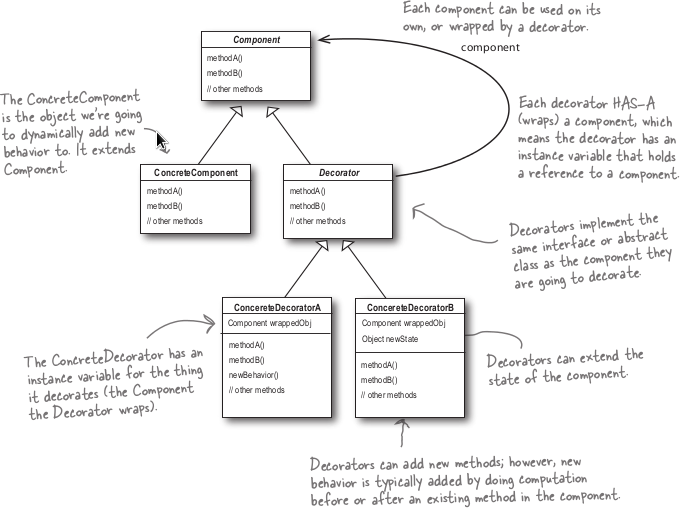 Each component can be used on its
own, or wrapped by a decorator.
component
Component
methodA()
methodB()
// other methods
The ConcreteComponent
is the object we're going
to dynamically add new
behavior to. It extends
Component.
Each decorator HAS-A
(wraps) a component, which
means the decorator has an
instance variable that holds
a reference to a component.
ConcreteComponent
methodA()
methodB()
// other methods
Decorator
methodA()
methodB()
// other methods
Decorators implement the
same interface or abstract
class as the component they
are going to decorate.
ConcereteDecoratorA
Component wrappedObj
methodA()
methodB()
newBehavior()
// other methods
ConcereteDecoratorB
Component wrappedObj
Object newState
methodA()
methodB()
// other methods
The ConcreteDecorator has an
instance variable for the thing
it decorates (the Component
the Decorator wraps).
Decorators can extend the
state of the component.
Decorators can add new methods; however, new
behavior is typically added by doing computation
before or after an existing method in the component.